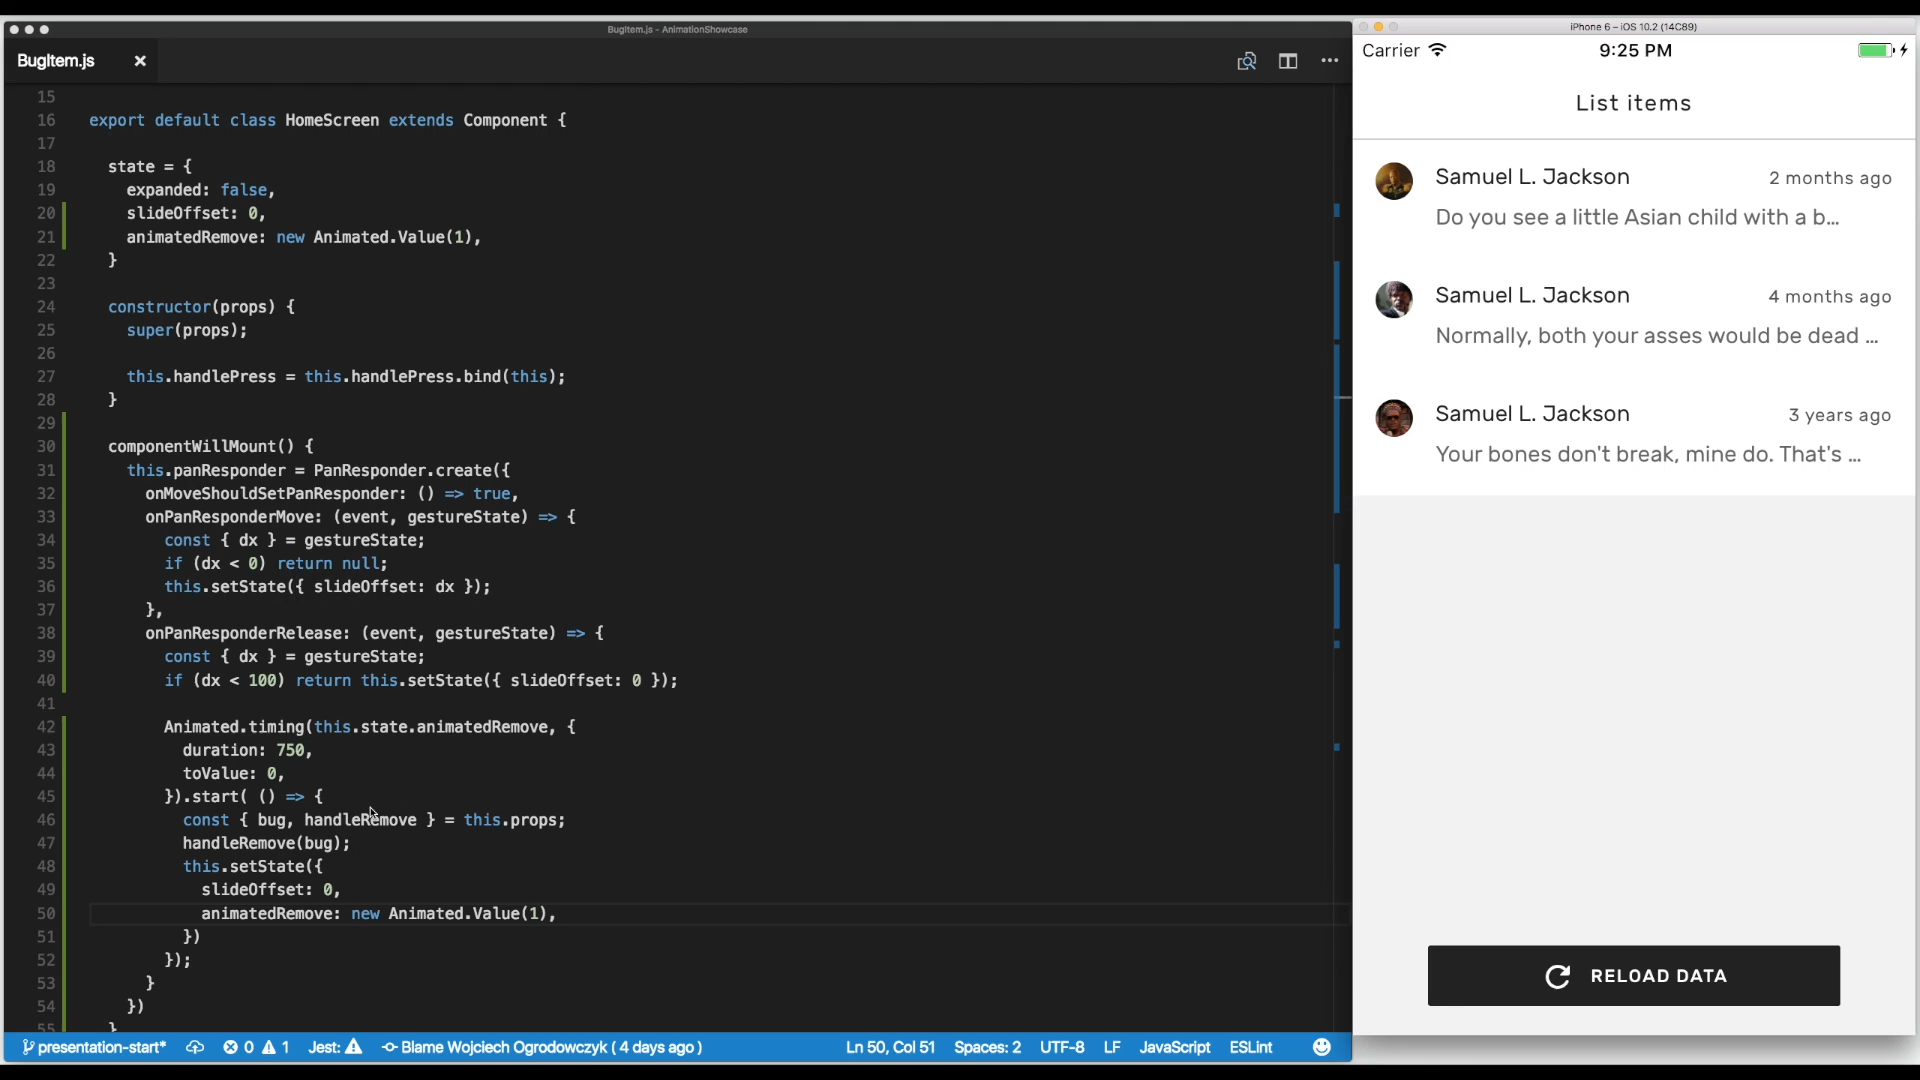 BugItem.js - AnimationShowcase
BugItem.js
15
16 export default class HomeScreen extends Component {
17
18 state = {
19 expanded: false,
20 slideOffset: 0,
21 animatedRemove: new Animated.Value(1),
22 }
23
24 constructor(props) {
25 super(props);
26
27 this.handlePress = this.handlePress.bind(this);
28 }
29
30 componentWillMount() {
31 this.panResponder = PanResponder.create({
32 onMoveShouldSetPanResponder: () => true,
33 onPanResponderMove: (event, gestureState) => {
34 const { dx } = gestureState;
35 if (dx < 0) return null;
36 this.setState({ slideOffset: dx });
37 },
38 onPanResponderRelease: (event, gestureState) => {
39 const { dx } = gestureState;
40 if (dx < 100) return this.setState({ slideOffset: 0 });
41
42 Animated.timing(this.state.animatedRemove, {
43 duration: 750,
44 toValue: 0,
45 }).start( () => {
46 const { bug, handleRemove } = this.props;
47 handleRemove(bug);
48 this.setState({
49 slideOffset: 0,
50 animatedRemove: new Animated.Value(1),
51 })
52 });
53 }
54 })
55 }
presentation-start* 0 1 Jest: Blame Wojciech Ogrodowczyk ( 4 days ago ) Ln 50, Col 51 Spaces: 2 UTF-8 LF JavaScript ESLint
iPhone 6 – iOS 10.2 (14C89)
Carrier 9:25 PM
List items
Samuel L. Jackson 2 months ago
Do you see a little Asian child with a b...
Samuel L. Jackson 4 months ago
Normally, both your asses would be dead ...
Samuel L. Jackson 3 years ago
Your bones don't break, mine do. That's ...
RELOAD DATA